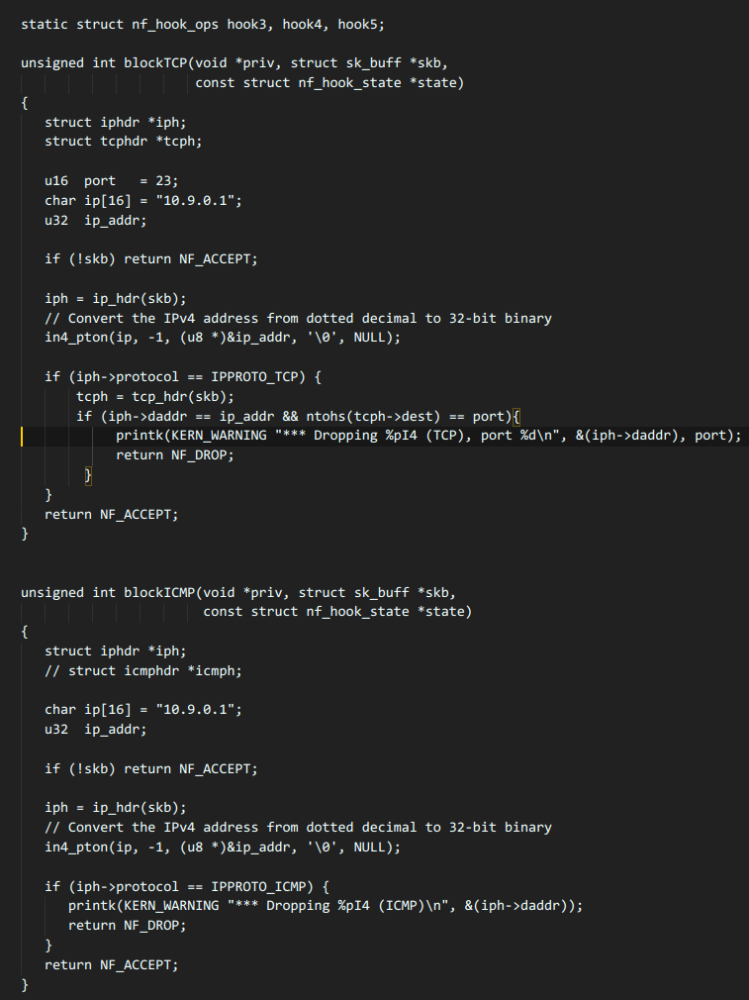 static struct nf_hook_ops hook3, hook4, hook5;

unsigned int blockTCP(void *priv, struct sk_buff *skb,
                      const struct nf_hook_state *state)
{
   struct iphdr *iph;
   struct tcphdr *tcph;

   u16  port   = 23;
   char ip[16] = "10.9.0.1";
   u32  ip_addr;

   if (!skb) return NF_ACCEPT;

   iph = ip_hdr(skb);
   // Convert the IPv4 address from dotted decimal to 32-bit binary
   in4_pton(ip, -1, (u8 *)&ip_addr, '\0', NULL);

   if (iph->protocol == IPPROTO_TCP) {
       tcph = tcp_hdr(skb);
       if (iph->daddr == ip_addr && ntohs(tcph->dest) == port){
            printk(KERN_WARNING "*** Dropping %pI4 (TCP), port %d\n", &(iph->daddr), port);
            return NF_DROP;
        }
   }
   return NF_ACCEPT;
}


unsigned int blockICMP(void *priv, struct sk_buff *skb,
                       const struct nf_hook_state *state)
{
   struct iphdr *iph;
   // struct icmphdr *icmph;

   char ip[16] = "10.9.0.1";
   u32  ip_addr;

   if (!skb) return NF_ACCEPT;

   iph = ip_hdr(skb);
   // Convert the IPv4 address from dotted decimal to 32-bit binary
   in4_pton(ip, -1, (u8 *)&ip_addr, '\0', NULL);

   if (iph->protocol == IPPROTO_ICMP) {
      printk(KERN_WARNING "*** Dropping %pI4 (ICMP)\n", &(iph->daddr));
      return NF_DROP;
   }
   return NF_ACCEPT;
}